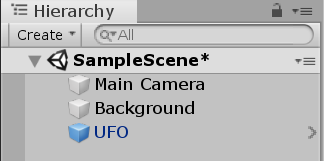 Hierarchy
Create All
SampleScene*
Main Camera
Background
UFO